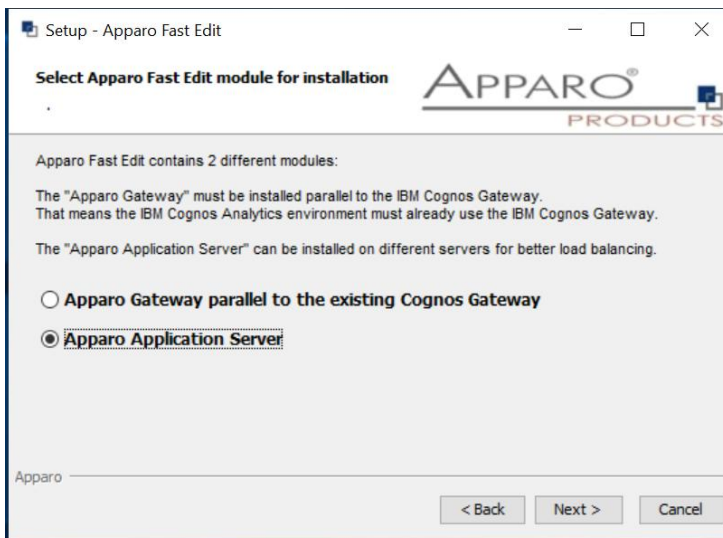 Setup - Apparo Fast Edit
Select Apparo Fast Edit module for installation
.
APPARO®
PRODUCTS
Apparo Fast Edit contains 2 different modules:
The "Apparo Gateway" must be installed parallel to the IBM Cognos Gateway.
That means the IBM Cognos Analytics environment must already use the IBM Cognos Gateway.
The "Apparo Application Server" can be installed on different servers for better load balancing.
Apparo Gateway parallel to the existing Cognos Gateway
Apparo Application Server
Apparo
< Back Next > Cancel